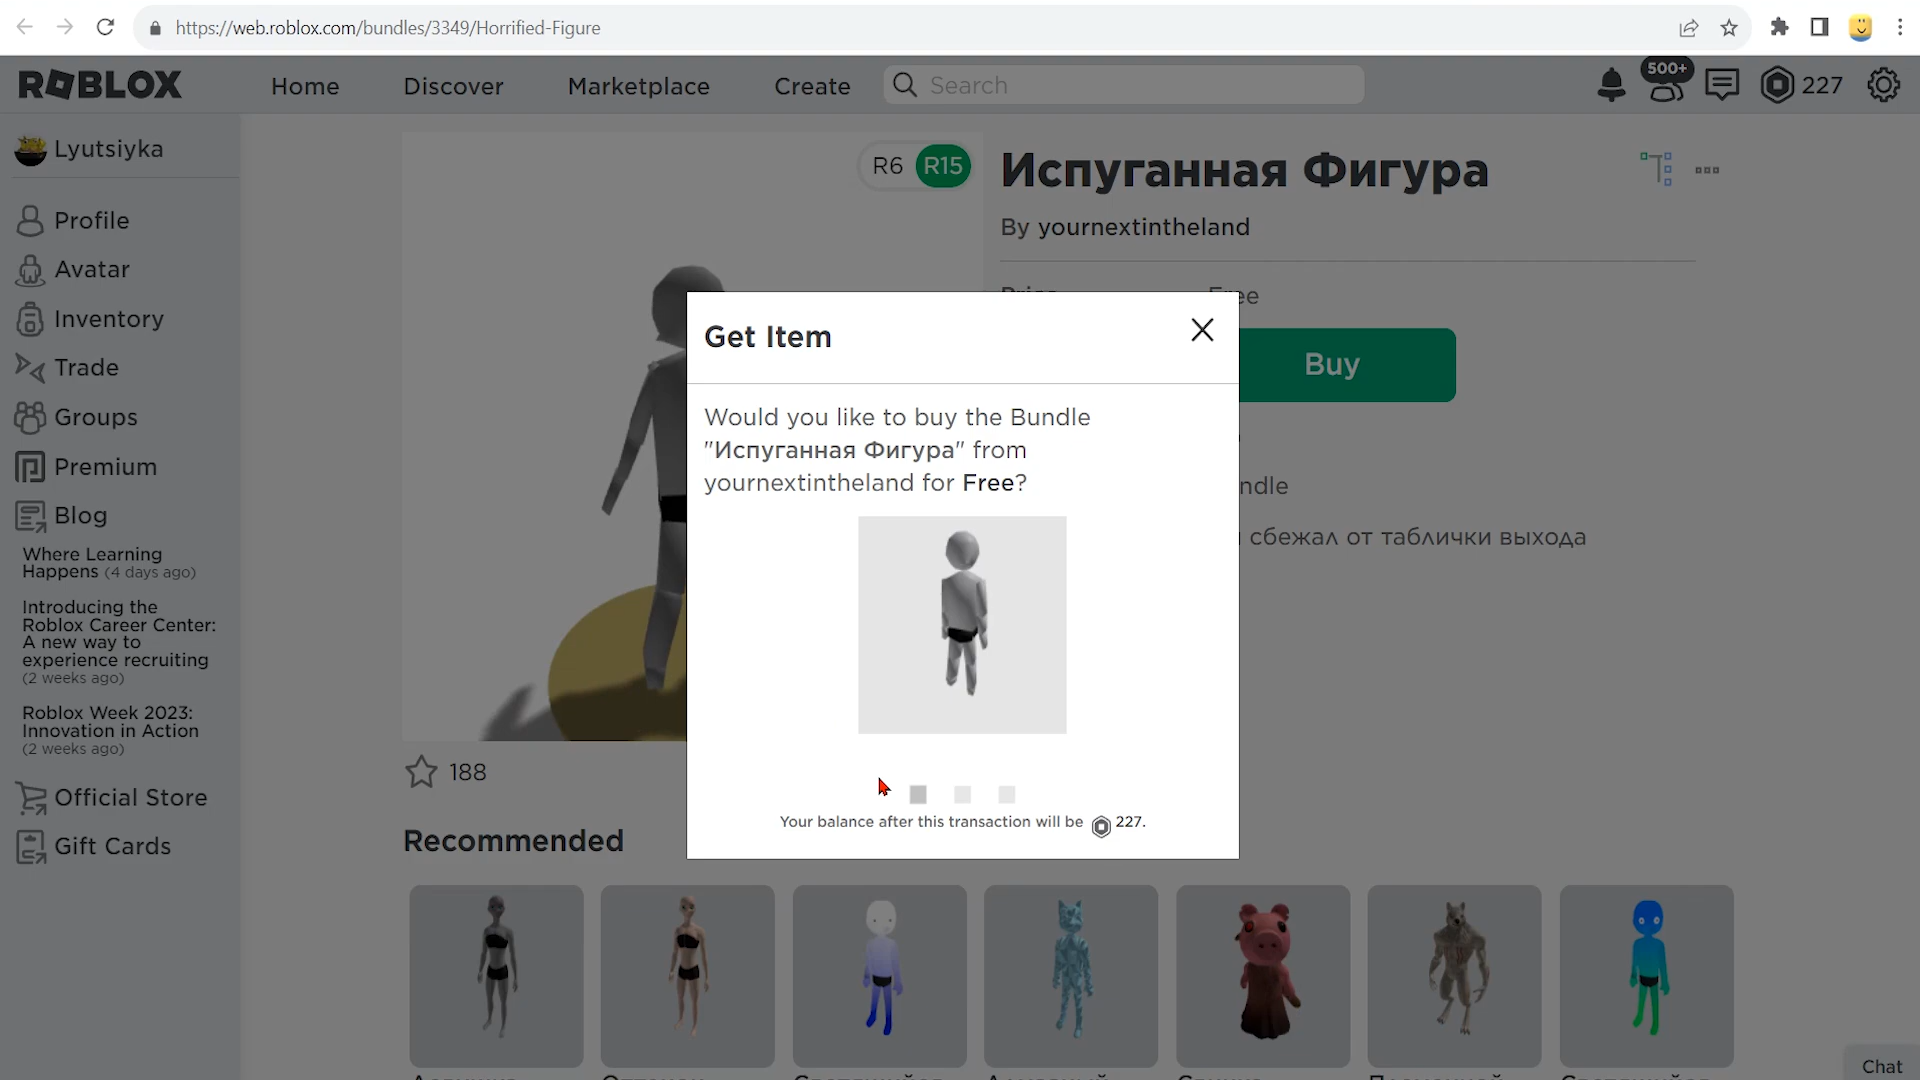 https://web.roblox.com/bundles/3349/Horrified-Figure
ROBLOX
Home
Discover
Marketplace
Create
Search
500+
227
Lyutsiyka
Profile
Avatar
Inventory
Trade
Groups
Premium
Blog
Where Learning
Happens (4 days ago)
Introducing the
Roblox Career Center:
A new way to
experience recruiting
(2 weeks ago)
Roblox Week 2023:
Innovation in Action
(2 weeks ago)
Official Store
Gift Cards
R6
R15
Испуганная Фигура
By yournextintheland
Free
Buy
сбежал от таблички выхода
Get Item
Would you like to buy the Bundle
"Испуганная Фигура" from
yournextintheland for Free?
Your balance after this transaction will be 227.
188
Recommended
Chat